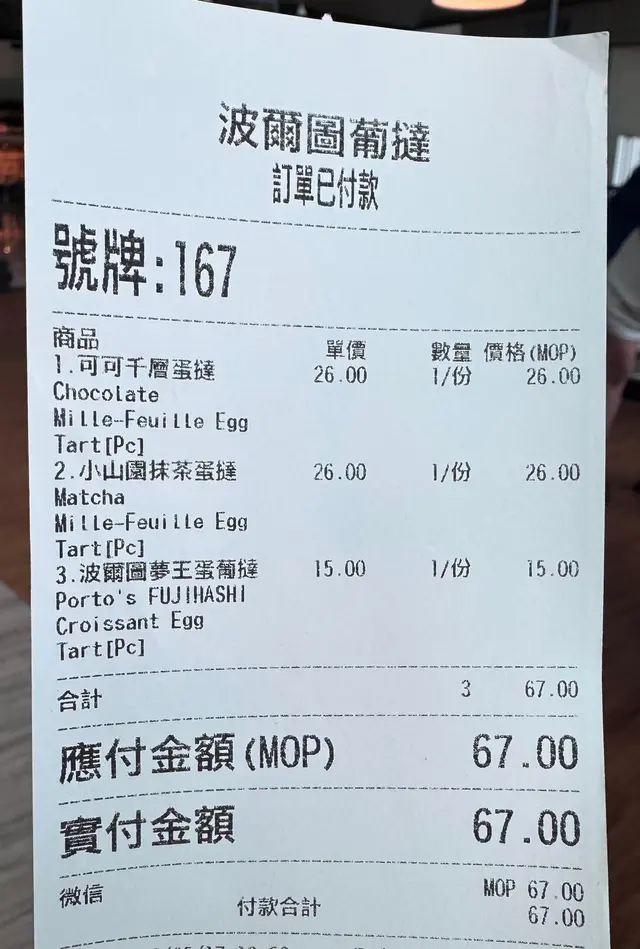 波爾圖葡撻
訂單已付款
號牌:167
商品 單價 數量 價格(MOP)
1.可可千層蛋撻 26.00 1/份 26.00
Chocolate
Mille-Feuille Egg
Tart[Pc]
2.小山園抹茶蛋撻 26.00 1/份 26.00
Matcha
Mille-Feuille Egg
Tart[Pc]
3.波爾圖夢王蛋葡撻 15.00 1/份 15.00
Porto's FUJIHASHI
Croissant Egg
Tart[Pc]
合計 3 67.00
應付金額(MOP) 67.00
實付金額 67.00
微信 MOP 67.00
付款合計 67.00